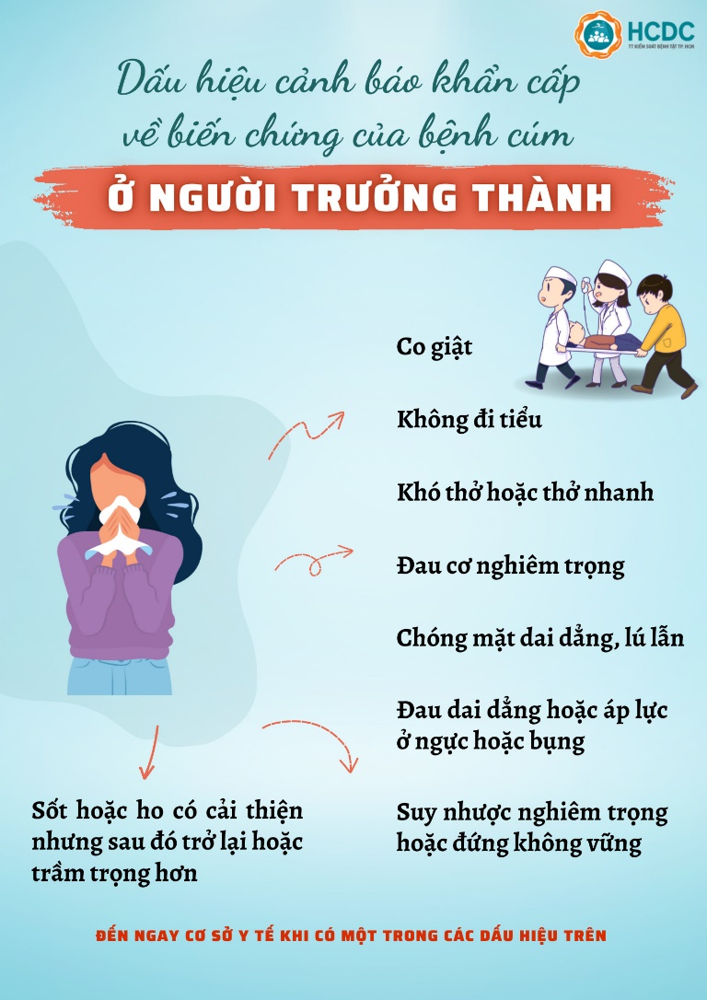 HCDC
TT KIỂM SOÁT BỆNH TẬT TP. HCM
Dấu hiệu cảnh báo khẩn cấp
về biến chứng của bệnh cúm
Ở NGƯỜI TRƯỞNG THÀNH
Co giật
Không đi tiểu
Khó thở hoặc thở nhanh
Đau cơ nghiêm trọng
Chóng mặt dai dẳng, lú lẫn
Đau dai dẳng hoặc áp lực
ở ngực hoặc bụng
Suy nhược nghiêm trọng
hoặc đứng không vững
Sốt hoặc ho có cải thiện
nhưng sau đó trở lại hoặc
trầm trọng hơn
ĐẾN NGAY CƠ SỞ Y TẾ KHI CÓ MỘT TRONG CÁC DẤU HIỆU TRÊN